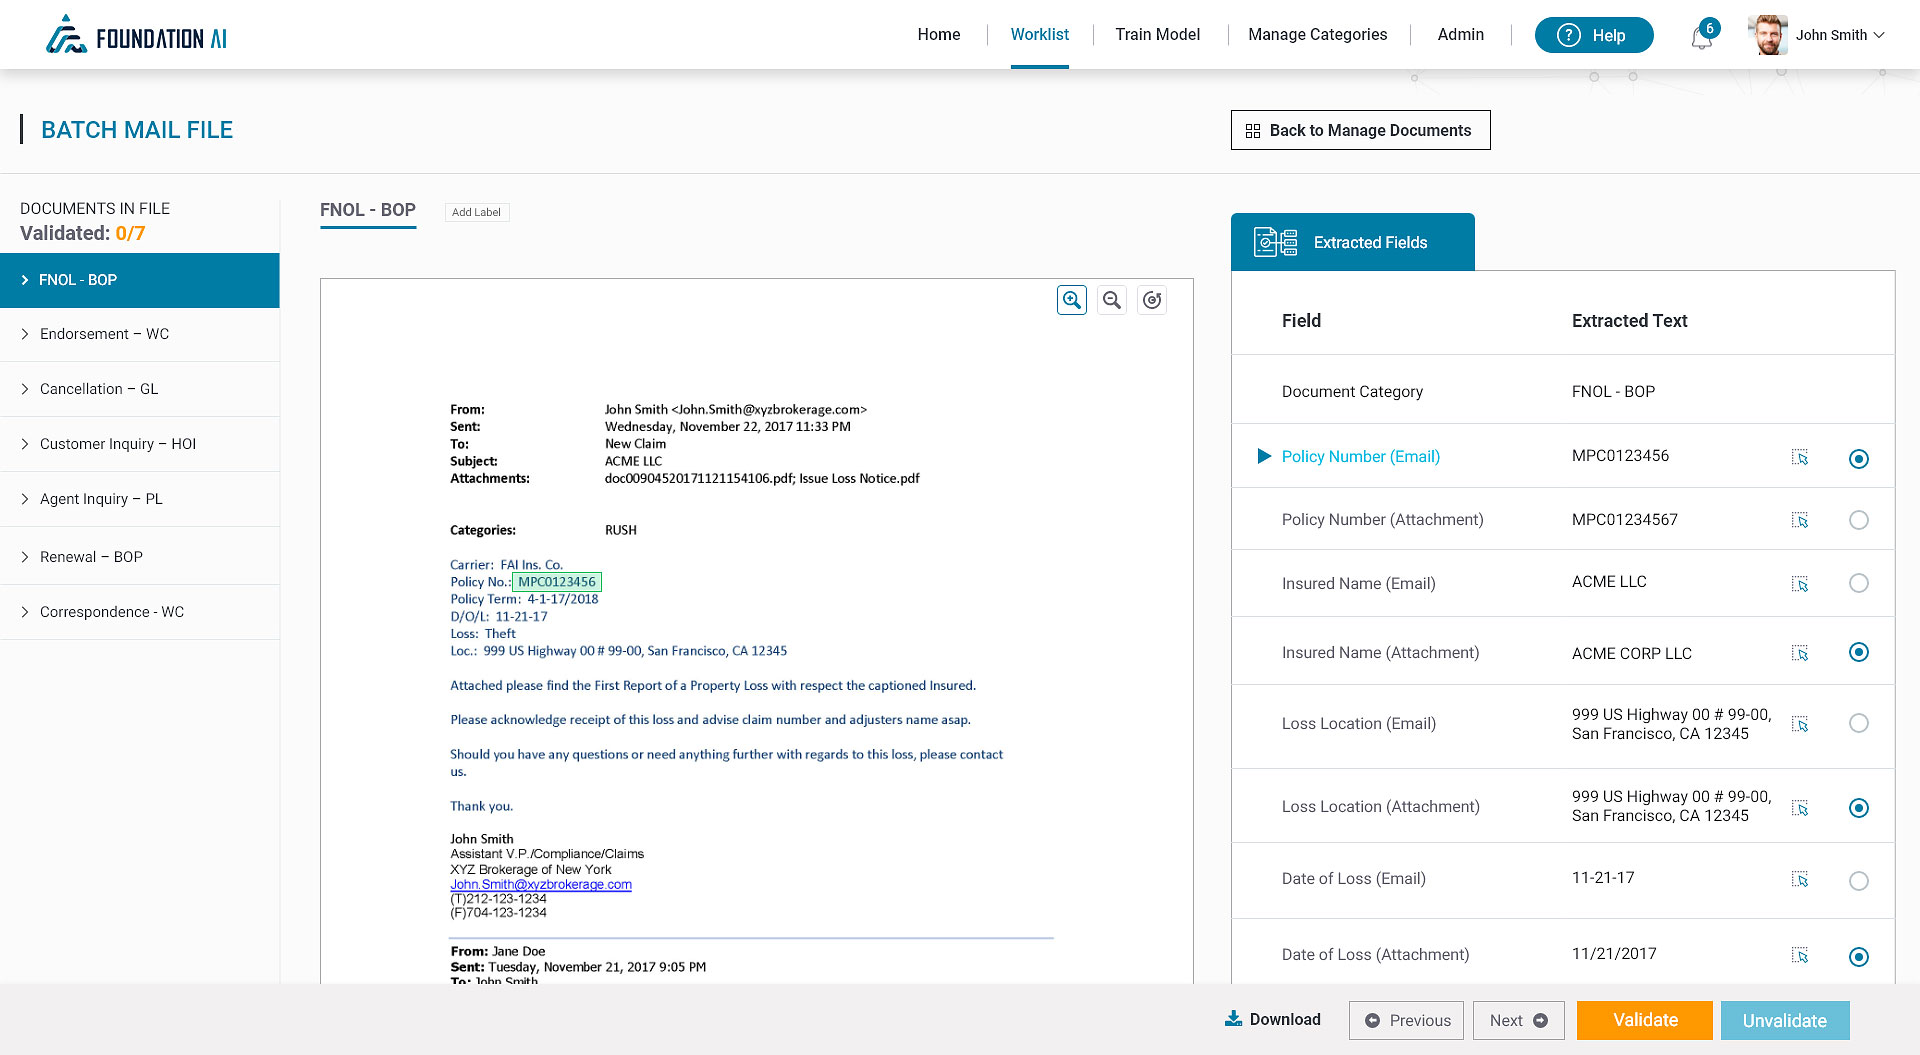 FOUNDATION AI
Home
Worklist
Train Model
Manage Categories
Admin
? Help
6
John Smith
BATCH MAIL FILE
Back to Manage Documents
DOCUMENTS IN FILE
Validated: 0/7
FNOL - BOP
Endorsement – WC
Cancellation – GL
Customer Inquiry – HOI
Agent Inquiry – PL
Renewal – BOP
Correspondence - WC
FNOL - BOP
Add Label
From: John Smith <John.Smith@xyzbrokerage.com>
Sent: Wednesday, November 22, 2017 11:33 PM
To: New Claim
Subject: ACME LLC
Attachments: doc00904520171121154106.pdf; Issue Loss Notice.pdf
Categories: RUSH
Carrier: FAI Ins. Co.
Policy No.: MPC0123456
Policy Term: 4-1-17/2018
D/O/L: 11-21-17
Loss: Theft
Loc.: 999 US Highway 00 # 99-00, San Francisco, CA 12345
Attached please find the First Report of a Property Loss with respect the captioned Insured.
Please acknowledge receipt of this loss and advise claim number and adjusters name asap.
Should you have any questions or need anything further with regards to this loss, please contact
us.
Thank you.
John Smith
Assistant V.P./Compliance/Claims
XYZ Brokerage of New York
John.Smith@xyzbrokerage.com
(T)212-123-1234
(F)704-123-1234
From: Jane Doe
Sent: Tuesday, November 21, 2017 9:05 PM
To: John Smith
Extracted Fields
Field Extracted Text
Document Category FNOL - BOP
Policy Number (Email) MPC0123456
Policy Number (Attachment) MPC01234567
Insured Name (Email) ACME LLC
Insured Name (Attachment) ACME CORP LLC
Loss Location (Email) 999 US Highway 00 # 99-00,
San Francisco, CA 12345
Loss Location (Attachment) 999 US Highway 00 # 99-00,
San Francisco, CA 12345
Date of Loss (Email) 11-21-17
Date of Loss (Attachment) 11/21/2017
Download
Previous
Next
Validate
Unvalidate